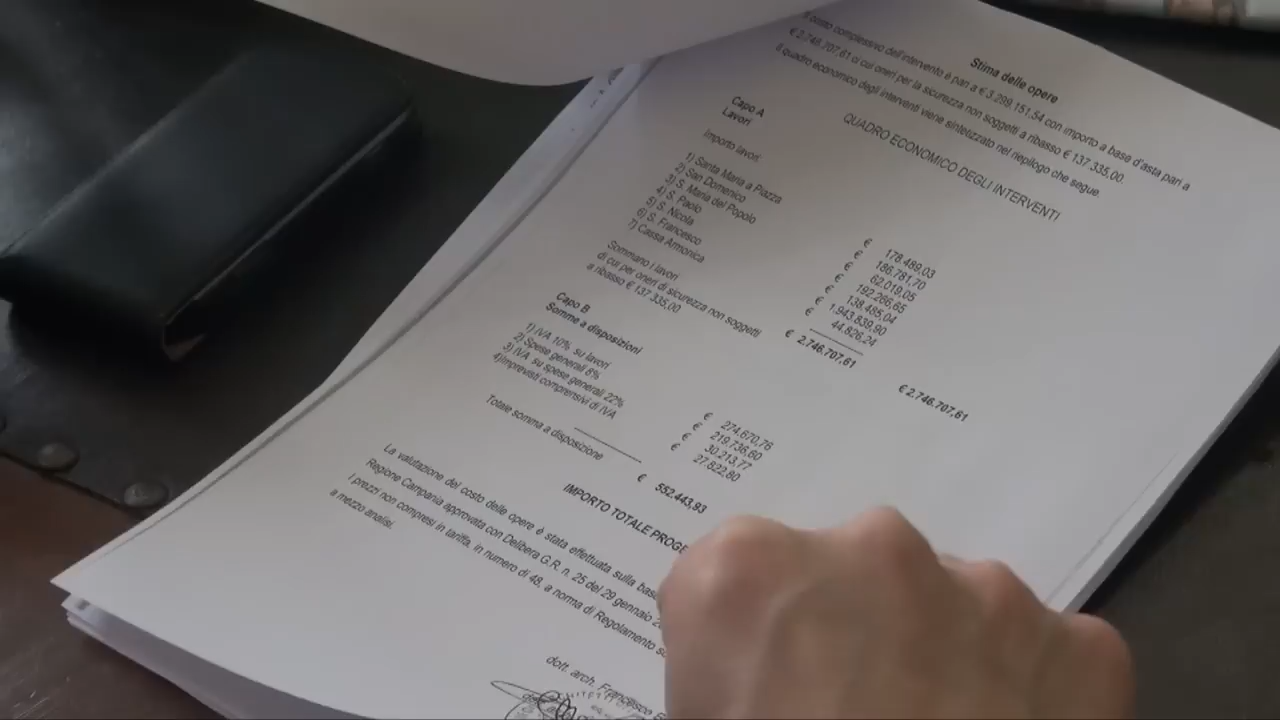 Stima delle opere
Il costo complessivo dell'intervento è pari a € 3.299.151,54 con importo a base d'asta pari a
€ 2.746.707,61 di cui oneri per la sicurezza non soggetti a ribasso € 137.335,00.
Il quadro economico degli interventi viene sintetizzato nel riepilogo che segue.
QUADRO ECONOMICO DEGLI INTERVENTI
Capo A
Lavori
Importo lavori:
1) Santa Maria a Piazza € 178.489,03
2) San Domenico € 186.781,70
3) S. Maria del Popolo € 62.019,05
4) S. Paolo € 192.266,65
5) S. Nicola € 138.485,04
6) S. Francesco € 1.943.839,90
7) Cassa Armonica € 44.826,24
Sommano i lavori € 2.746.707,61
di cui per oneri di sicurezza non soggetti
a ribasso € 137.335,00
€ 2.746.707,61
Capo B
Somme a disposizioni
1) IVA 10% su lavori € 274.670,76
2) Spese generali 8% € 219.736,60
3) IVA su spese generali 22% € 30.213,77
4)Imprevisti comprensivi di IVA € 27.822,80
Totale somma a disposizione € 552.443,93
IMPORTO TOTALE PROGE
La valutazione del costo delle opere è stata effettuata sulla base
Regione Campania approvata con Delibera G.R. n. 25 del 29 gennaio 2
I prezzi non compresi in tariffa, in numero di 48, a norma di Regolamento
a mezzo analisi.
dott. arch. Francesco